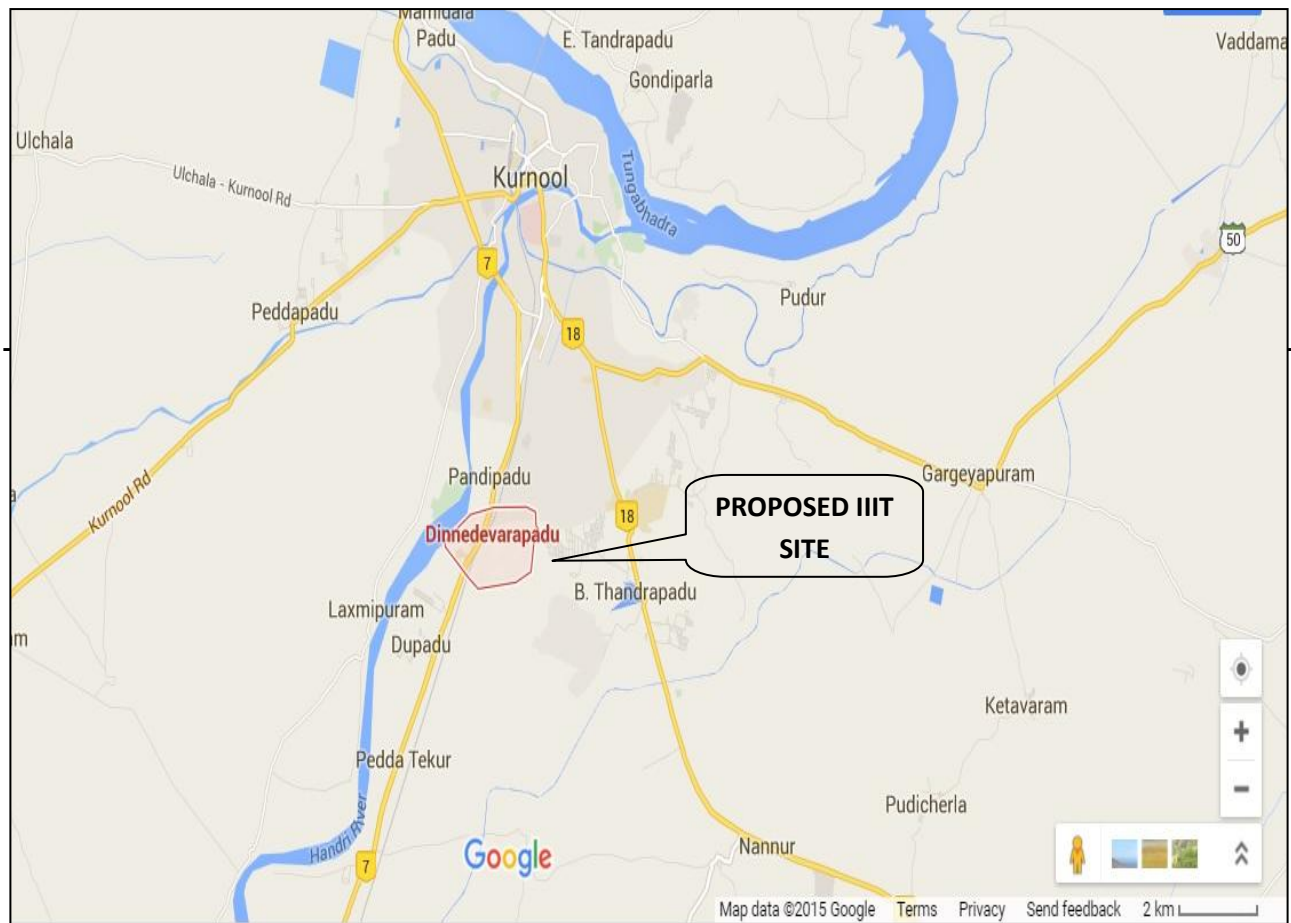 Mamidala
Padu
E. Tandrapadu
Vaddama
Gondiparla
Ulchala
Ulchala - Kurnool Rd
Kurnool
Tungabhadra
50
7
Peddapadu
Pudur
18
Pandipadu
Gargeyapuram
Kurnool Rd
18
PROPOSED IIIT
SITE
Dinnedevarapadu
B. Thandrapadu
Laxmipuram
am
Dupadu
Ketavaram
Pedda Tekur
Pudicherla
Handri River
7
Google
Nannur
Map data ©2015 Google Terms Privacy Send feedback 2 km